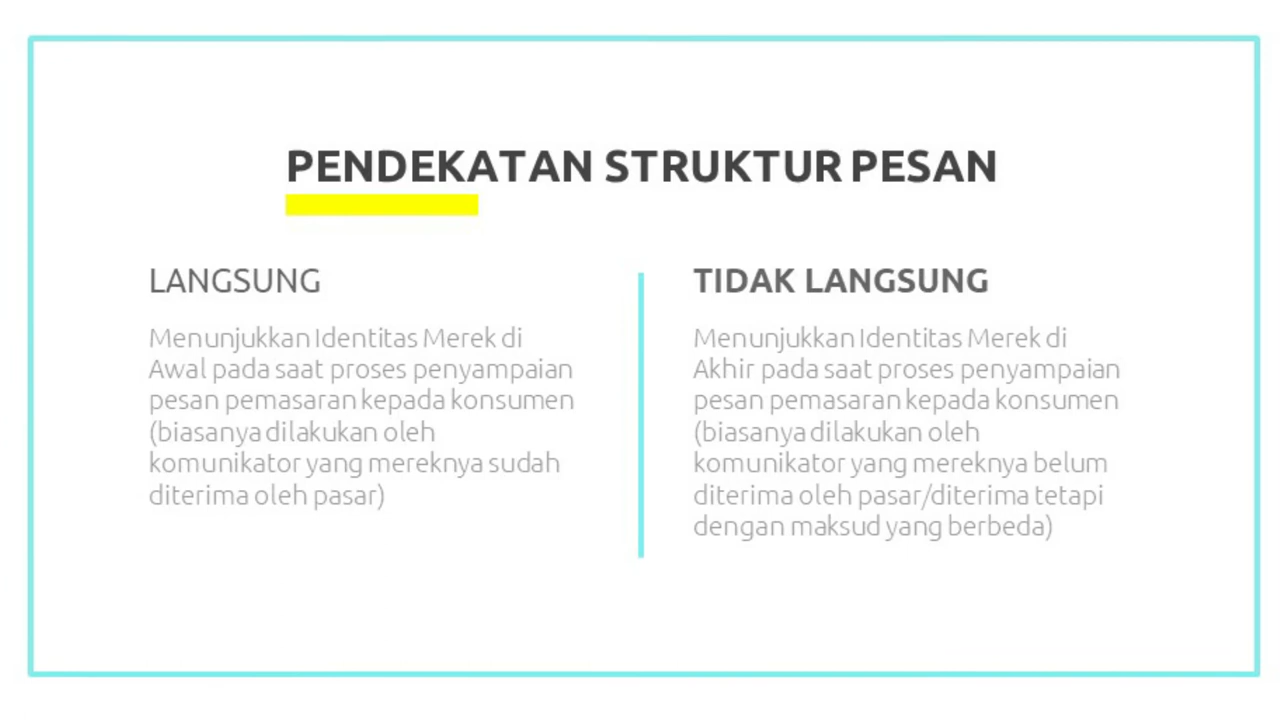 PENDEKATAN STRUKTUR PESAN
LANGSUNG
Menunjukkan Identitas Merek di
Awal pada saat proses penyampaian
pesan pemasaran kepada konsumen
(biasanya dilakukan oleh
komunikator yang mereknya sudah
diterima oleh pasar)
TIDAK LANGSUNG
Menunjukkan Identitas Merek di
Akhir pada saat proses penyampaian
pesan pemasaran kepada konsumen
(biasanya dilakukan oleh
komunikator yang mereknya belum
diterima oleh pasar/diterima tetapi
dengan maksud yang berbeda)